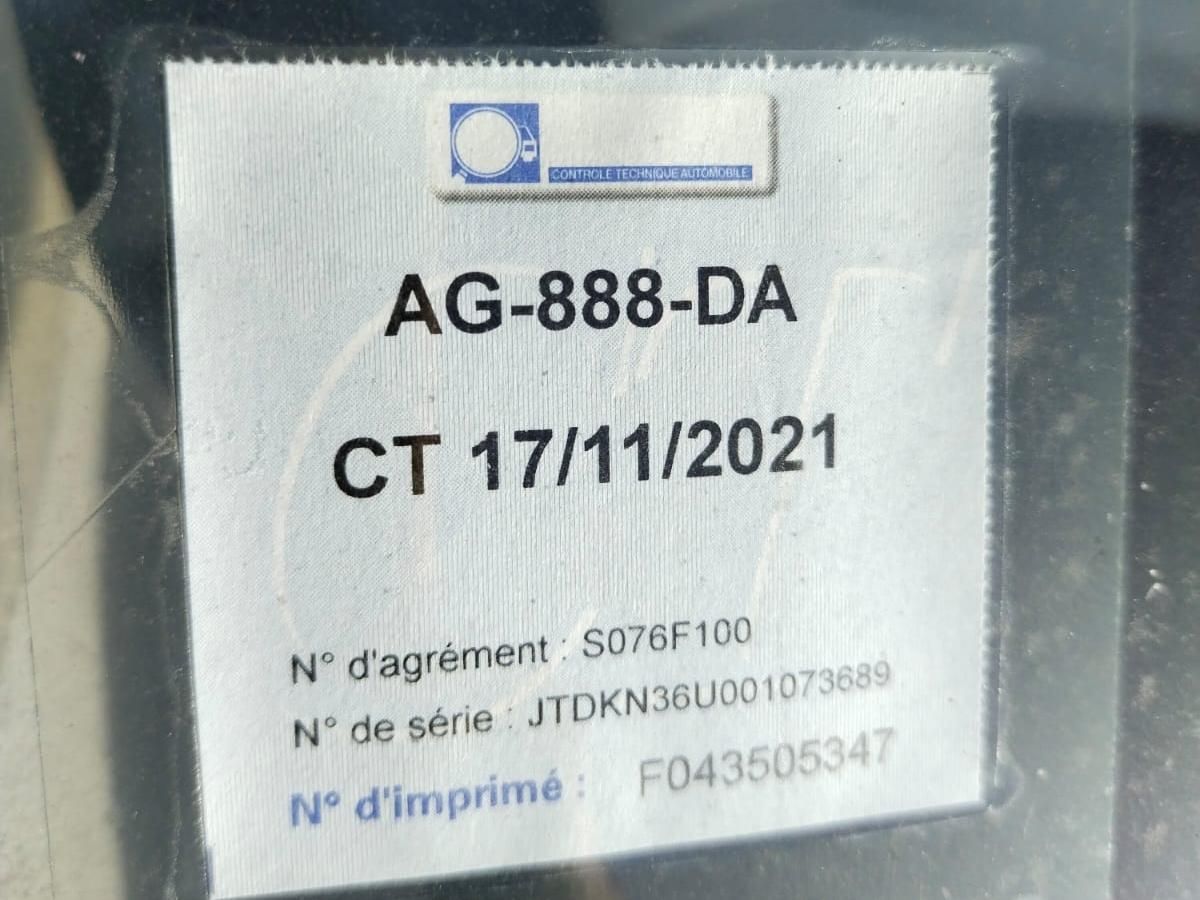 CONTROLE TECHNIQUE AUTOMOBILE
AG-888-DA
CT 17/11/2021
N° d'agrément : S076F100
N° de série : JTDKN36U001073689
N° d'imprimé : F043505347